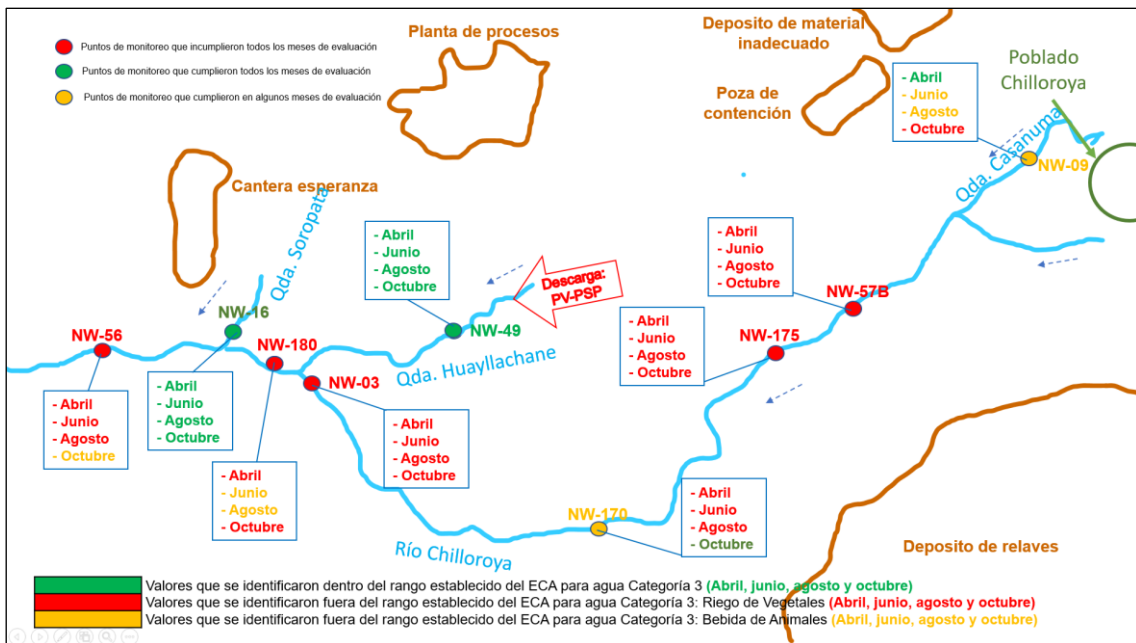 Puntos de monitoreo que incumplieron todos los meses de evaluación
Puntos de monitoreo que cumplieron todos los meses de evaluación
Puntos de monitoreo que cumplieron en algunos meses de evaluación
Planta de procesos
Deposito de material
inadecuado
Poza de
contención
Poblado
Chilloroya
- Abril
- Junio
- Agosto
- Octubre
Qda. Casanuma
NW-09
Cantera esperanza
Qda. Soropata
- Abril
- Junio
- Agosto
- Octubre
Descarga:
PV-PSP
- Abril
- Junio
- Agosto
- Octubre
NW-57B
NW-16
NW-49
- Abril
- Junio
- Agosto
- Octubre
NW-175
NW-56
NW-180
Qda. Huayllachane
NW-03
- Abril
- Junio
- Agosto
- Octubre
- Abril
- Junio
- Agosto
- Octubre
- Abril
- Junio
- Agosto
- Octubre
- Abril
- Junio
- Agosto
- Octubre
NW-170
- Abril
- Junio
- Agosto
- Octubre
Río Chilloroya
Deposito de relaves
Valores que se identificaron dentro del rango establecido del ECA para agua Categoría 3 (Abril, junio, agosto y octubre)
Valores que se identificaron fuera del rango establecido del ECA para agua Categoría 3: Riego de Vegetales (Abril, junio, agosto y octubre)
Valores que se identificaron fuera del rango establecido del ECA para agua Categoría 3: Bebida de Animales (Abril, junio, agosto y octubre)